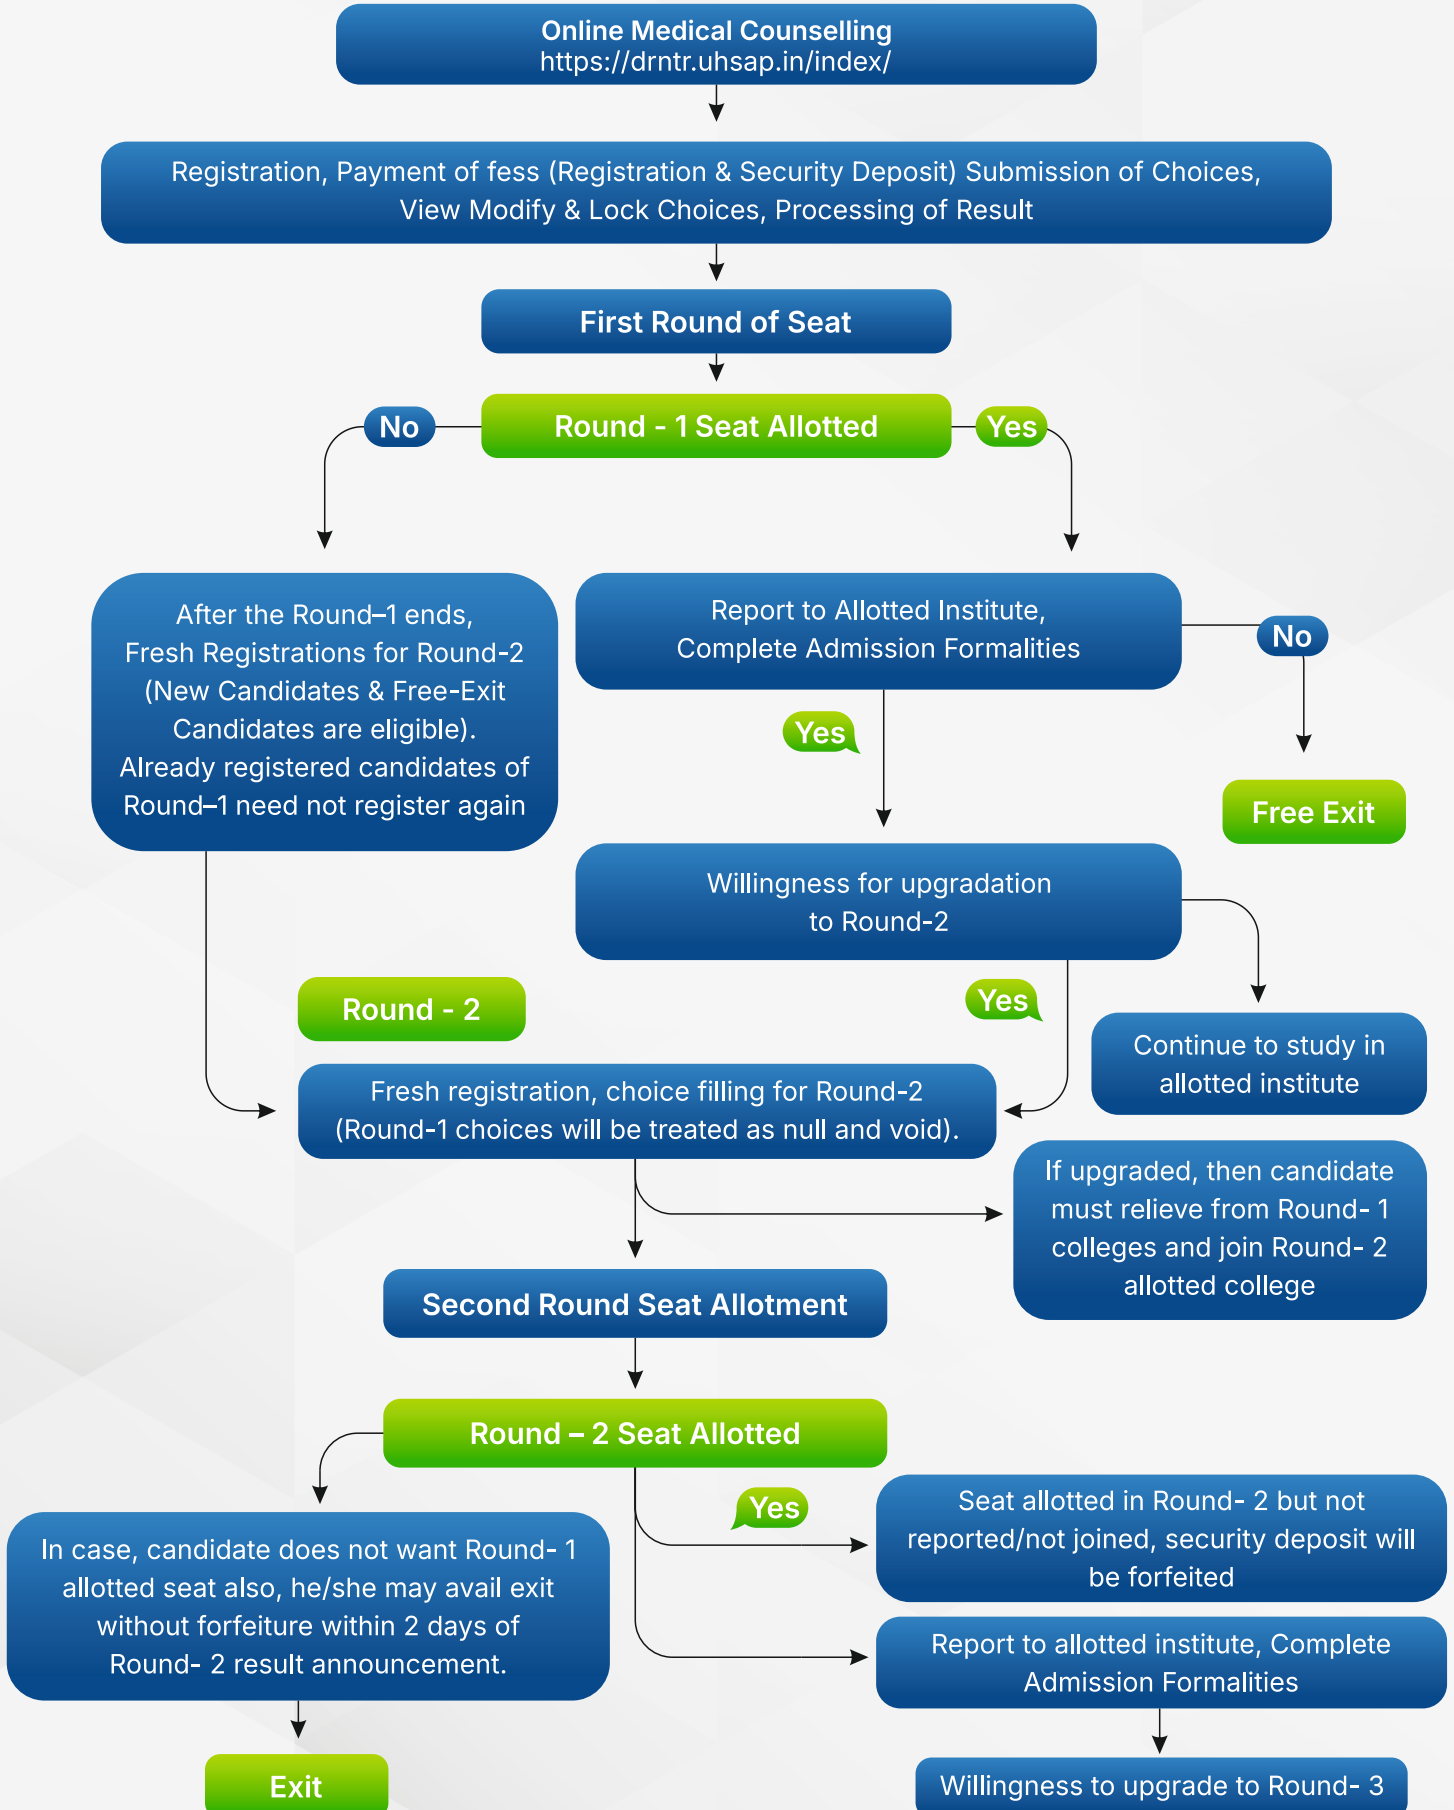 Online Medical Counselling
https://drntr.uhsap.in/index/
Registration, Payment of fess (Registration & Security Deposit) Submission of Choices,
View Modify & Lock Choices, Processing of Result
First Round of Seat
No
Round - 1 Seat Allotted
Yes
After the Round–1 ends,
Fresh Registrations for Round-2
(New Candidates & Free-Exit
Candidates are eligible).
Already registered candidates of
Round–1 need not register again
Report to Allotted Institute,
Complete Admission Formalities
No
Yes
Free Exit
Willingness for upgradation
to Round-2
Round - 2
Yes
Continue to study in
allotted institute
Fresh registration, choice filling for Round-2
(Round-1 choices will be treated as null and void).
If upgraded, then candidate
must relieve from Round- 1
colleges and join Round- 2
allotted college
Second Round Seat Allotment
Round – 2 Seat Allotted
Yes
Seat allotted in Round- 2 but not
reported/not joined, security deposit will
be forfeited
In case, candidate does not want Round- 1
allotted seat also, he/she may avail exit
without forfeiture within 2 days of
Round- 2 result announcement.
Report to allotted institute, Complete
Admission Formalities
Exit
Willingness to upgrade to Round- 3